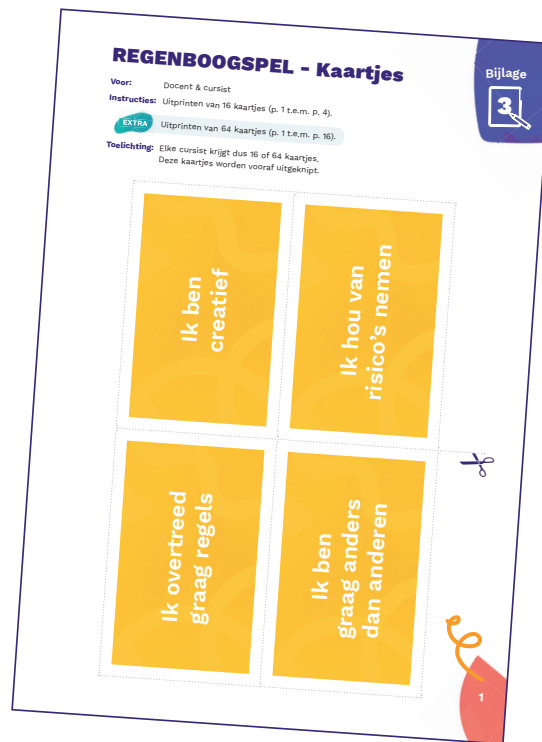 REGENBOOGSPEL - Kaartjes
Bijlage
3
Voor: Docent & cursist
Instructies: Uitprinten van 16 kaartjes (p. 1 t.e.m. p. 4).
EXTRA Uitprinten van 64 kaartjes (p. 1 t.e.m. p. 16).
Toelichting: Elke cursist krijgt dus 16 of 64 kaartjes.
Deze kaartjes worden vooraf uitgeknipt.
Ik ben
creatief
Ik hou van
risico's nemen
Ik overtreed
graag regels
Ik ben
graag anders
dan anderen
1